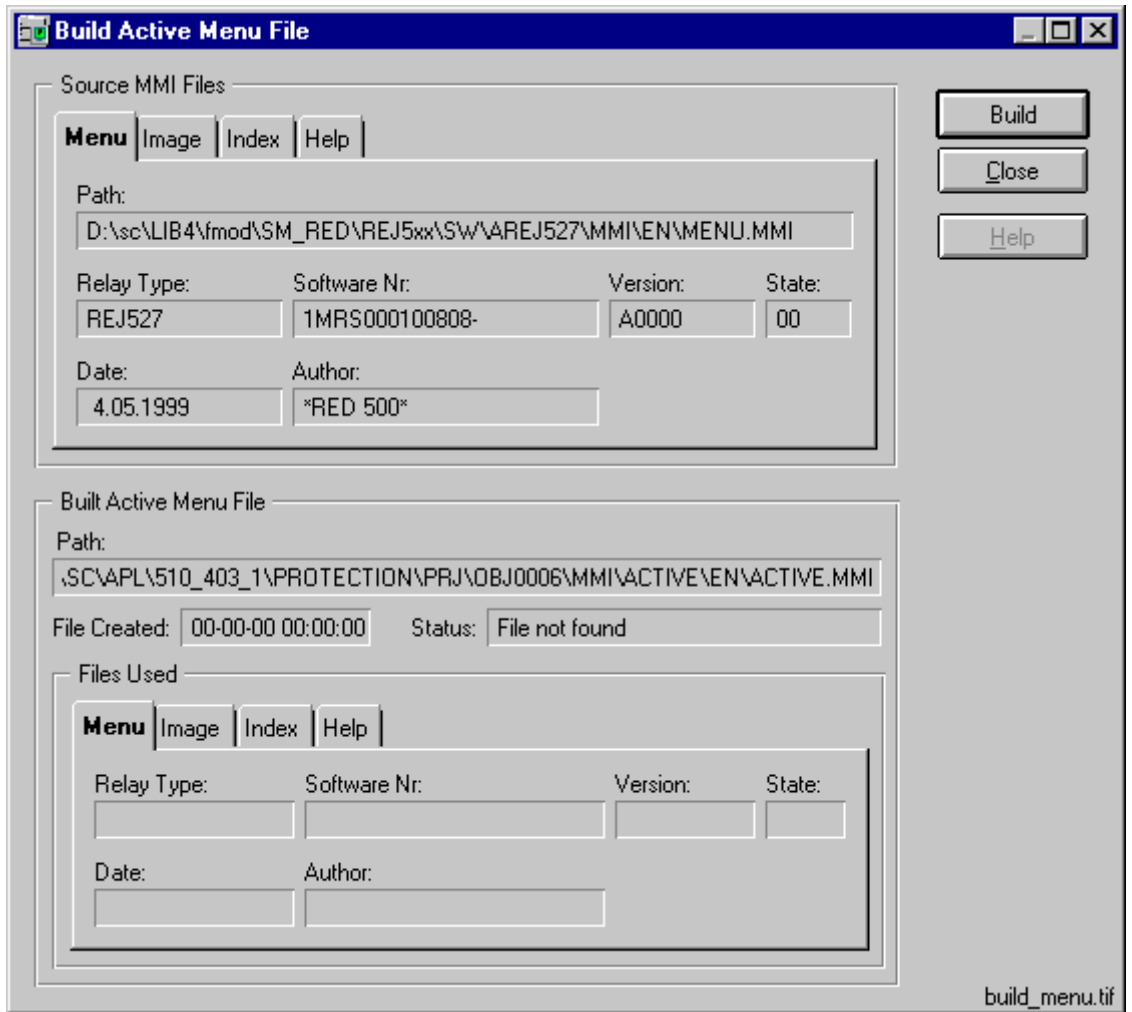 Build Active Menu File
Source MMI Files
Menu Image Index Help
Path:
D:\sc\LIB4\fmod\SM_RED\REJ5xx\SW\AREJ527\MMI\EN\MENU.MMI
Relay Type: Software Nr: Version: State:
REJ527 1MRS000100808- A0000 00
Date: Author:
4.05.1999 *RED 500*
Build
Close
Help
Built Active Menu File
Path:
\SC\APL\510_403_1\PROTECTION\PRJ\OBJ0006\MMI\ACTIVE\EN\ACTIVE.MMI
File Created: 00-00-00 00:00:00 Status: File not found
Files Used
Menu Image Index Help
Relay Type: Software Nr: Version: State:
Date: Author:
build_menu.tif